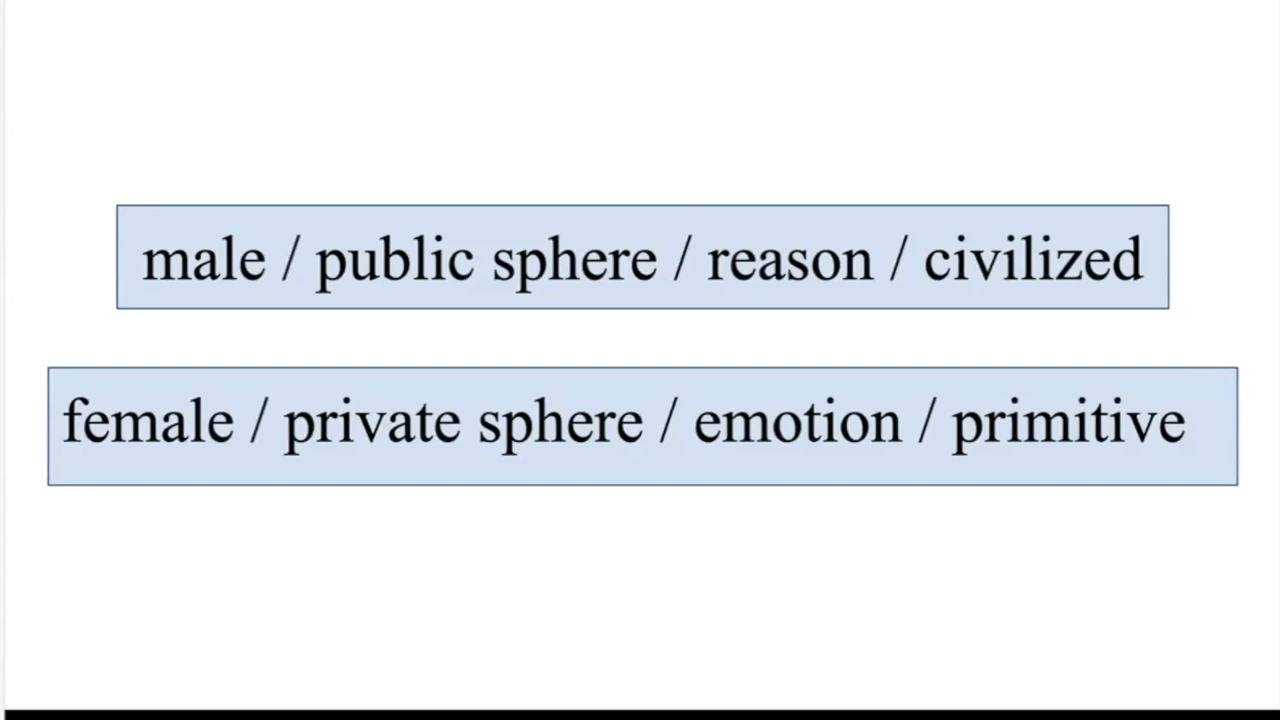 male / public sphere / reason / civilized
female / private sphere / emotion / primitive